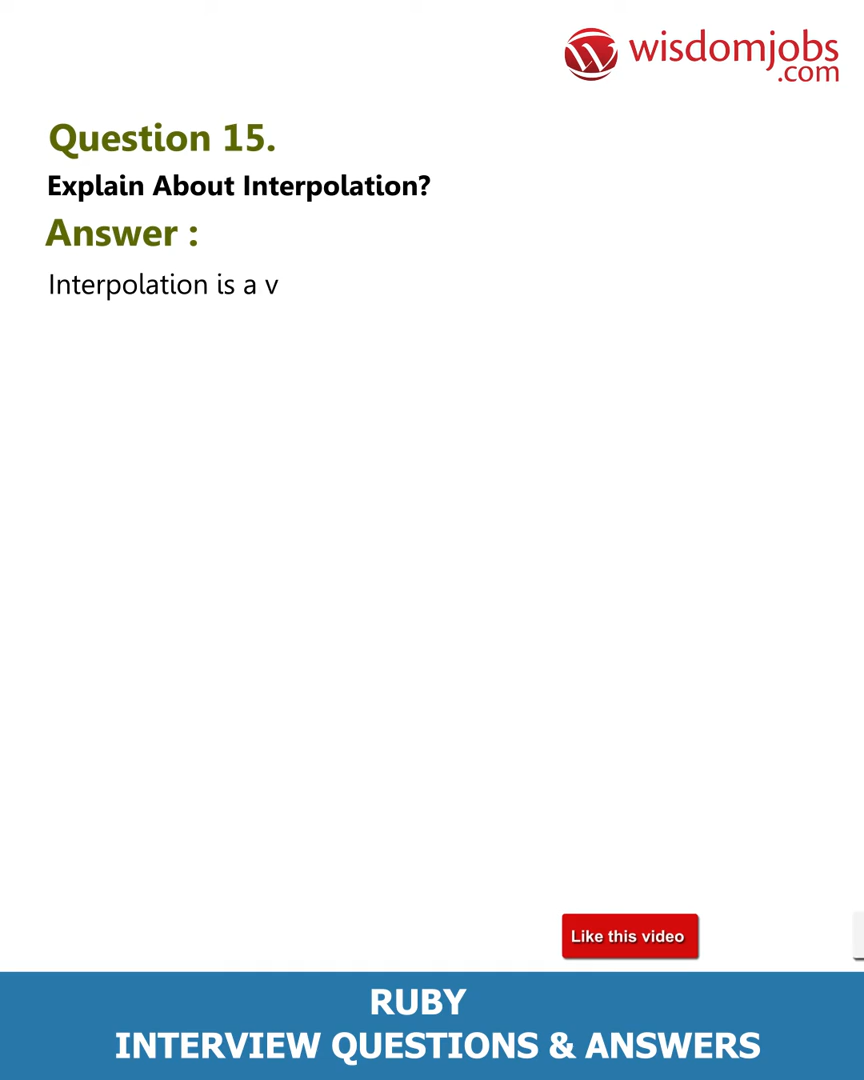 wisdomjobs
.com
Question 15.
Explain About Interpolation?
Answer :
Interpolation is a v
Like this video
RUBY
INTERVIEW QUESTIONS & ANSWERS